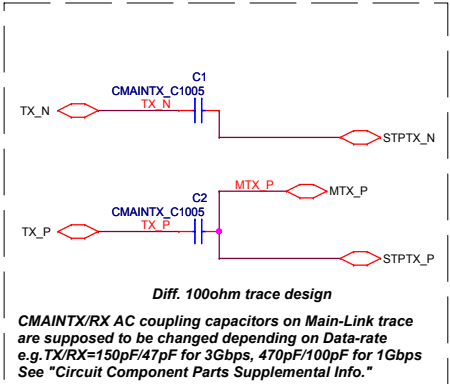 C1
CMAINTX_C1005
TX_N
TX_N
STPTX_N
C2
CMAINTX_C1005
MTX_P
MTX_P
TX_P
TX_P
STPTX_P
Diff. 100ohm trace design
CMAINTX/RX AC coupling capacitors on Main-Link trace
are supposed to be changed depending on Data-rate
e.g.TX/RX=150pF/47pF for 3Gbps, 470pF/100pF for 1Gbps
See "Circuit Component Parts Supplemental Info."